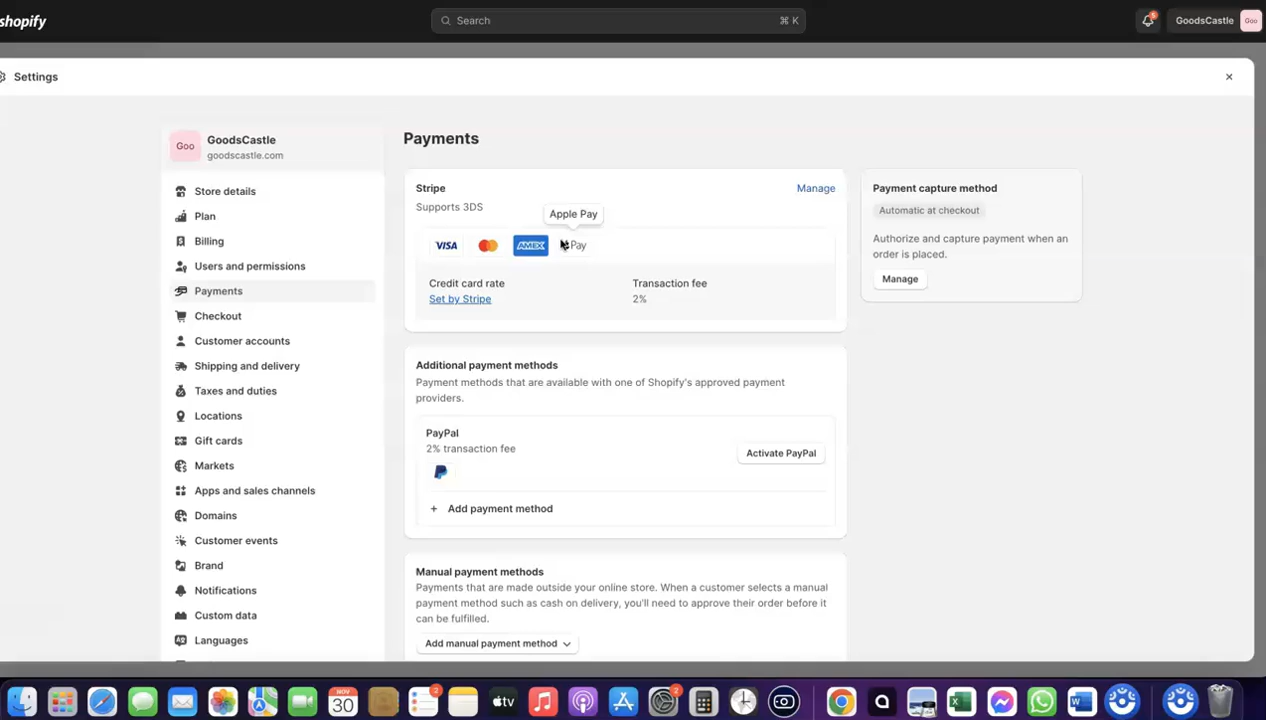 shopify
Search
⌘ K
5
GoodsCastle
Goo
Settings
Goo
GoodsCastle
goodscastle.com
Store details
Plan
Billing
Users and permissions
Payments
Checkout
Customer accounts
Shipping and delivery
Taxes and duties
Locations
Gift cards
Markets
Apps and sales channels
Domains
Customer events
Brand
Notifications
Custom data
Languages
Payments
Stripe
Manage
Supports 3DS
Apple Pay
VISA
AMEX
Pay
Credit card rate
Transaction fee
Set by Stripe
2%
Payment capture method
Automatic at checkout
Authorize and capture payment when an
order is placed.
Manage
Additional payment methods
Payment methods that are available with one of Shopify's approved payment
providers.
PayPal
2% transaction fee
Activate PayPal
+ Add payment method
Manual payment methods
Payments that are made outside your online store. When a customer selects a manual
payment method such as cash on delivery, you'll need to approve their order before it
can be fulfilled.
Add manual payment method
NOV
30
2
tv
2